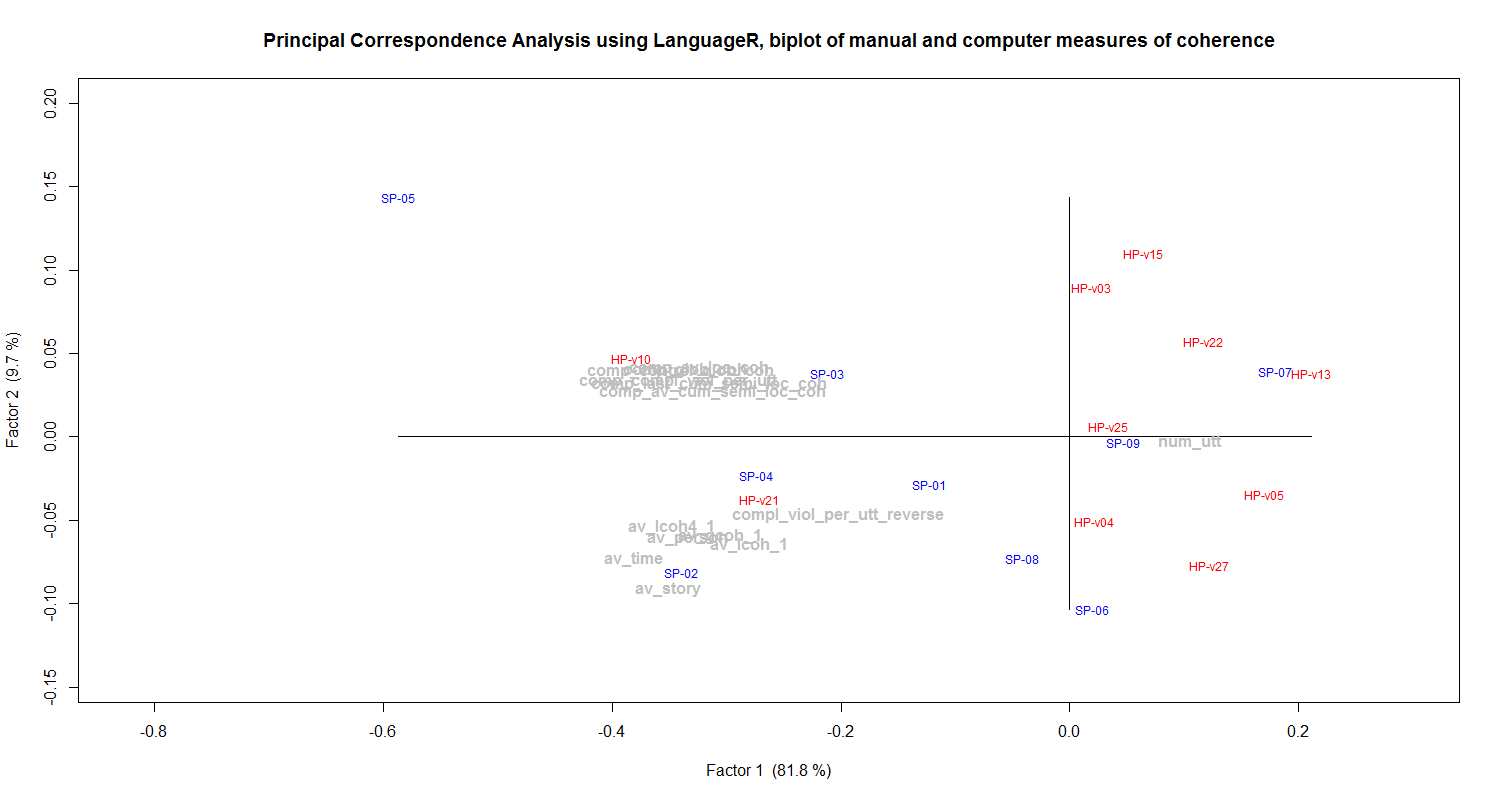 Principal Correspondence Analysis using LanguageR, biplot of manual and computer measures of coherence
0.20
0.15
0.10
0.05
0.00
-0.05
-0.10
-0.15
Factor 2 (9.7 %)
SP-05
HP-v15
HP-v03
HP-v22
HP-v10
SP-03
SP-07
HP-v13
comp_av_cum_semi_loc_coh
HP-v25
SP-09
num_utt
SP-04
SP-01
HP-v21
HP-v05
compl_viol_per_utt_reverse
HP-v04
av_lcoh4_1
av_person
av_gcoh_1
av_lcoh_1
av_time
SP-02
SP-08
HP-v27
av_story
SP-06
-0.8
-0.6
-0.4
-0.2
0.0
0.2
Factor 1 (81.8 %)